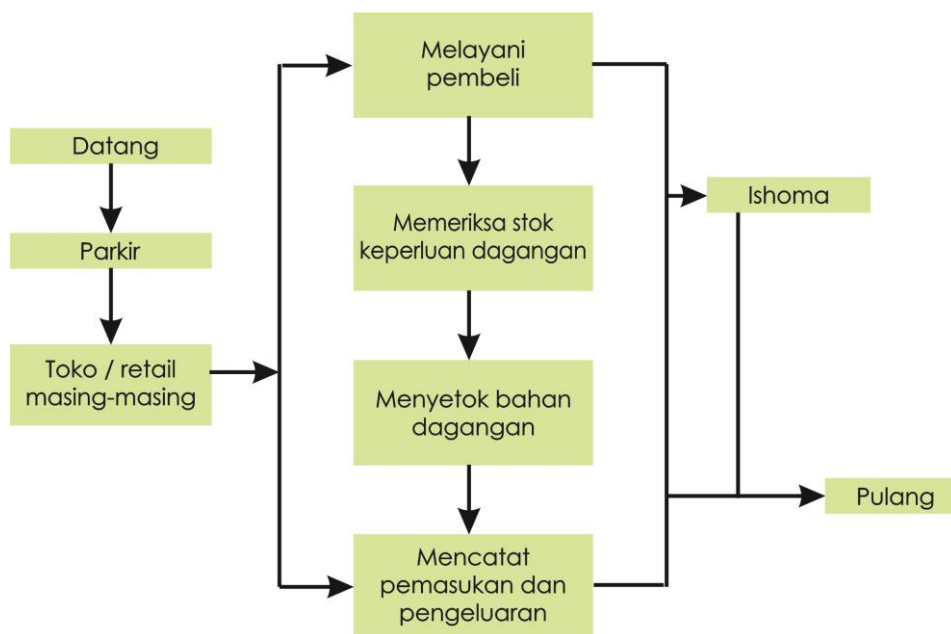 Datang
Parkir
Toko / retail
masing-masing
Melayani
pembeli
Memeriksa stok
keperluan dagangan
Menyetok bahan
dagangan
Mencatat
pemasukan dan
pengeluaran
Ishoma
Pulang